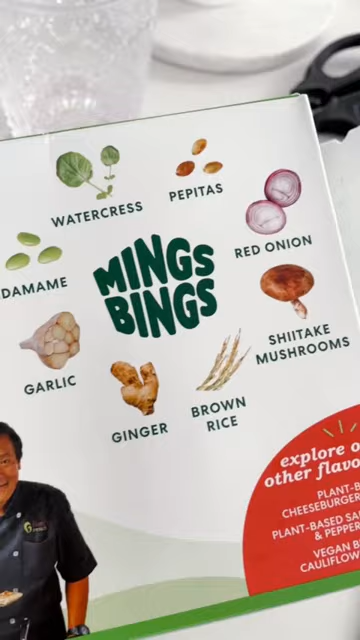 WATERCRESS
PEPITAS
RED ONION
SHIITAKE
MUSHROOMS
BROWN
RICE
GINGER
GARLIC
DAMAME
MINGS
BINGS
explore o
other flavo
PLANT-B
CHEESEBURGER
PLANT-BASED SA
& PEPPER
VEGAN B
CAULIFLOW